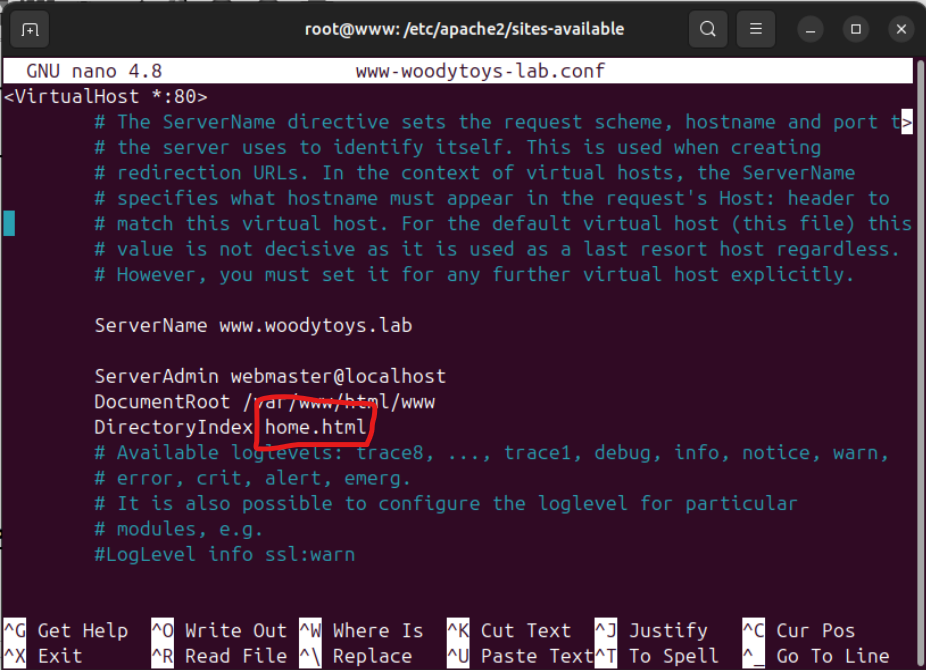 root@www: /etc/apache2/sites-available
GNU nano 4.8 www-woodytoys-lab.conf
<VirtualHost *:80>
# The ServerName directive sets the request scheme, hostname and port t>
# the server uses to identify itself. This is used when creating
# redirection URLs. In the context of virtual hosts, the ServerName
# specifies what hostname must appear in the request's Host: header to
# match this virtual host. For the default virtual host (this file) this
# value is not decisive as it is used as a last resort host regardless.
# However, you must set it for any further virtual host explicitly.
ServerName www.woodytoys.lab
ServerAdmin webmaster@localhost
DocumentRoot /var/www/html/www
DirectoryIndex home.html
# Available loglevels: trace8, ..., trace1, debug, info, notice, warn,
# error, crit, alert, emerg.
# It is also possible to configure the loglevel for particular
# modules, e.g.
#LogLevel info ssl:warn
^G Get Help ^O Write Out ^W Where Is ^K Cut Text ^J Justify ^C Cur Pos
^X Exit ^R Read File ^\ Replace ^U Paste Text ^T To Spell ^_ Go To Line